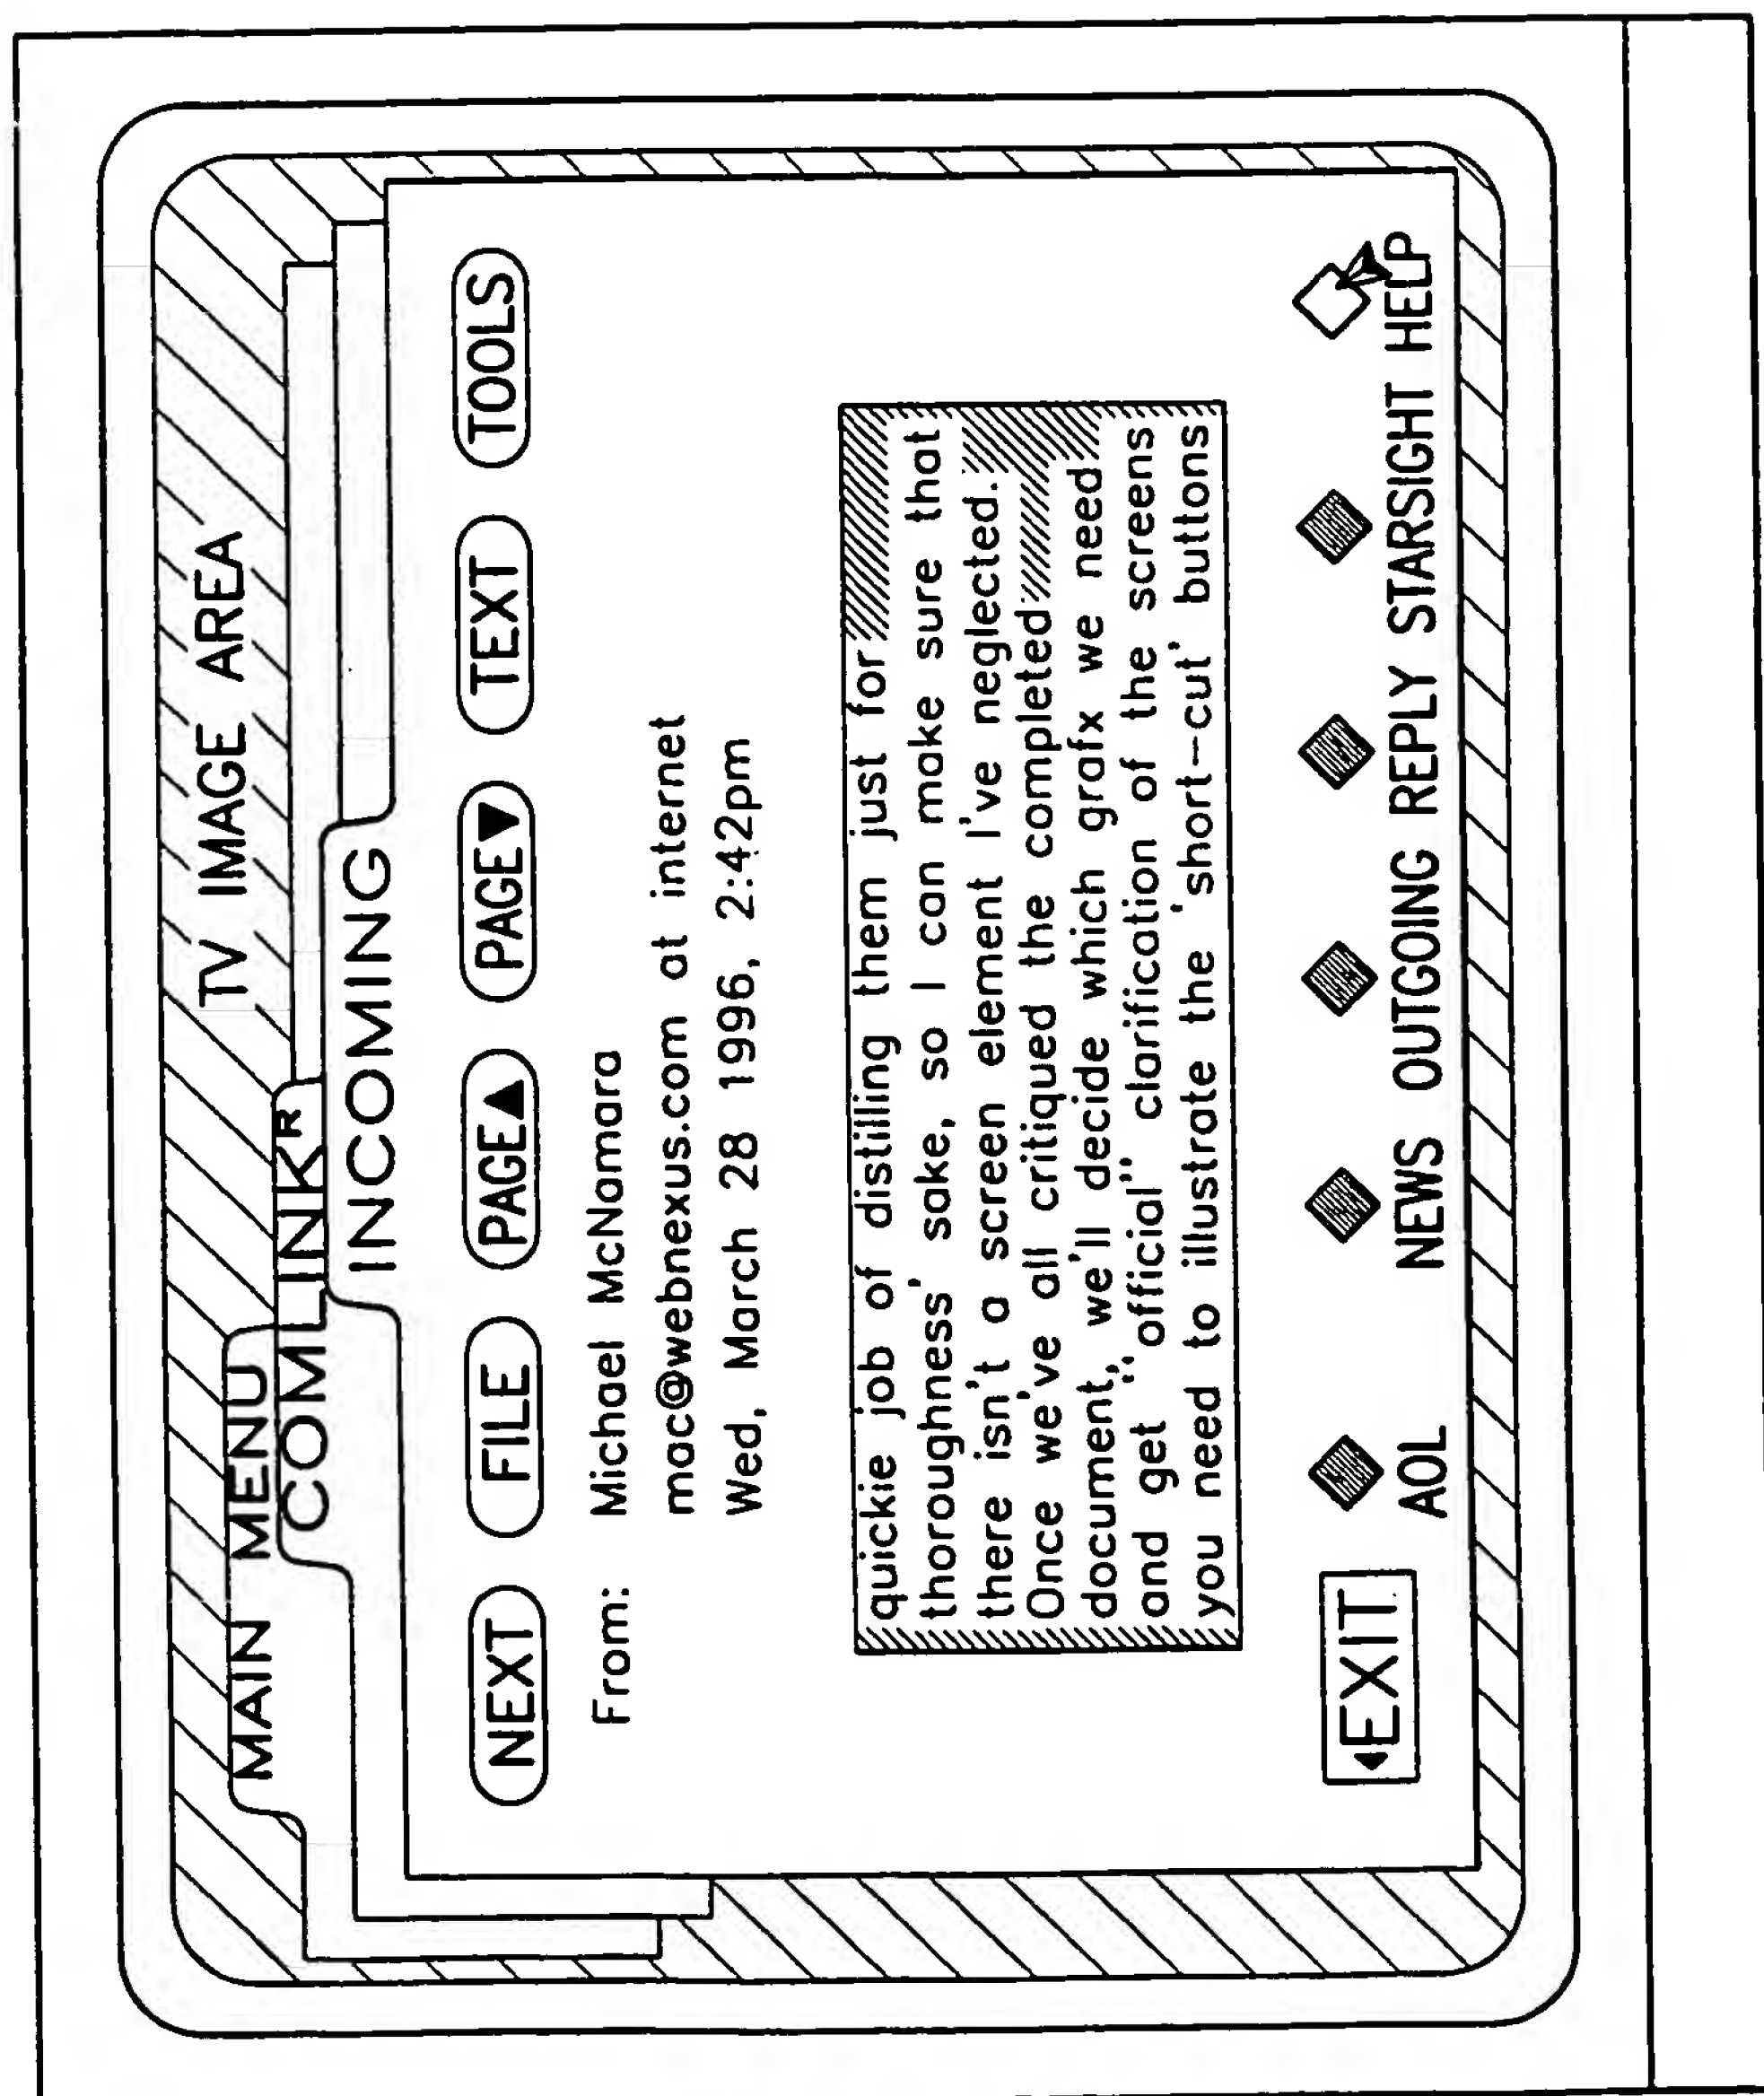 TV IMAGE AREA
MAIN MENU
COMLINK R
INCOMING
NEXT FILE PAGE▲ PAGE▼ TEXT TOOLS
From: Michael McNamara
mac@webnexus.com at internet
Wed, March 28 1996, 2:42pm
quickie job of distilling them just for
thoroughness' sake, so I can make sure that
there isn't a screen element I've neglected.
Once we've all critiqued the completed
document, we'll decide which grafx we need
and get "official" clarification of the screens
you need to illustrate the 'short-cut' buttons
◀EXIT AOL NEWS OUTGOING REPLY STARSIGHT HELP